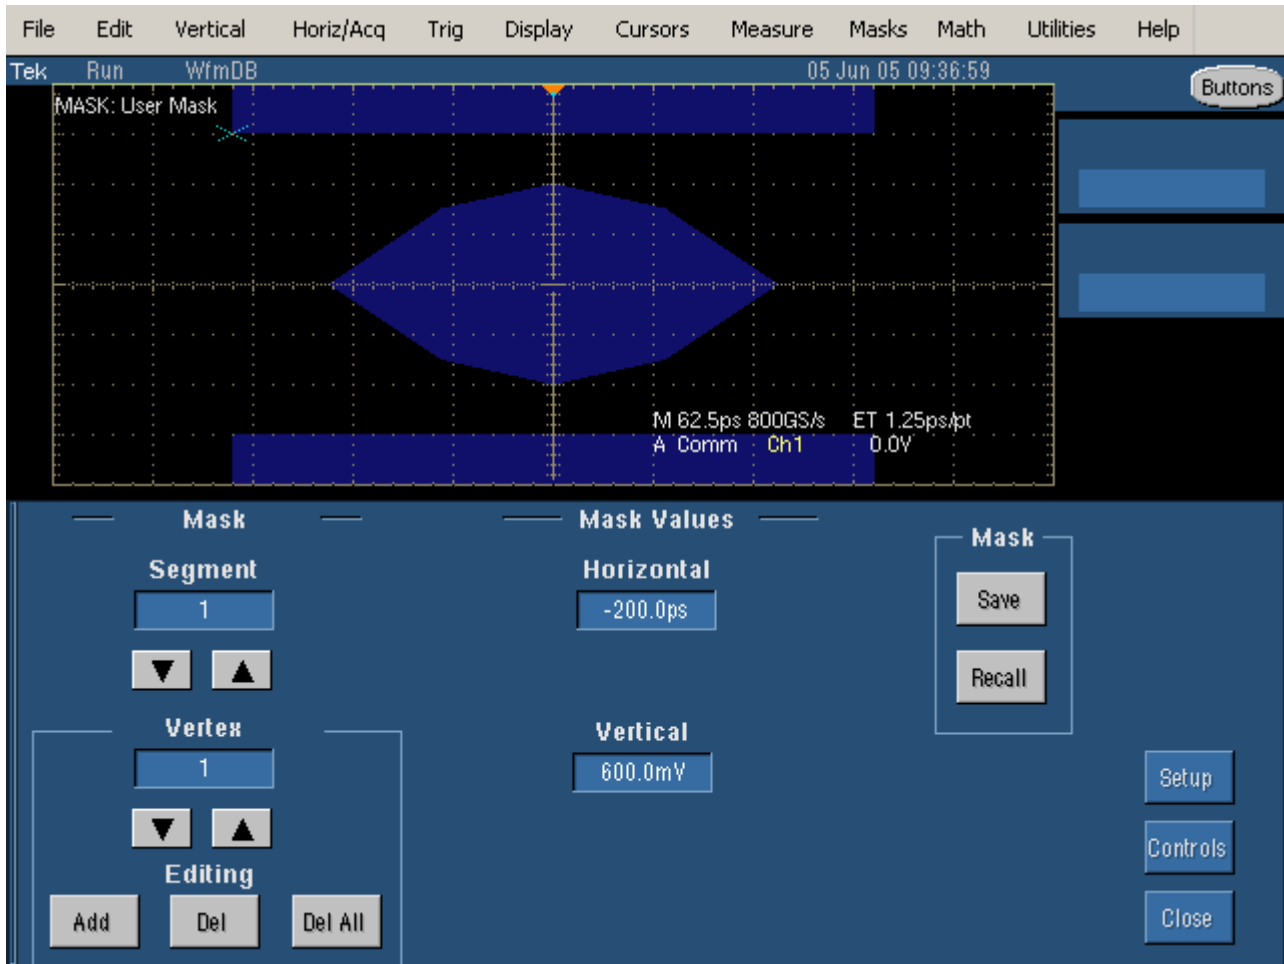 File Edit Vertical Horiz/Acq Trig Display Cursors Measure Masks Math Utilities Help
Tek Run WfmDB 05 Jun 05 09:36:59
Buttons
MASK: User Mask
M 62.5ps 800GS/s ET 1.25ps/pt
A Comm Ch1 0.0V
Mask
Segment
1
Vertex
1
Editing
Add Del Del All
Mask Values
Horizontal
-200.0ps
Vertical
600.0mV
Mask
Save
Recall
Setup
Controls
Close